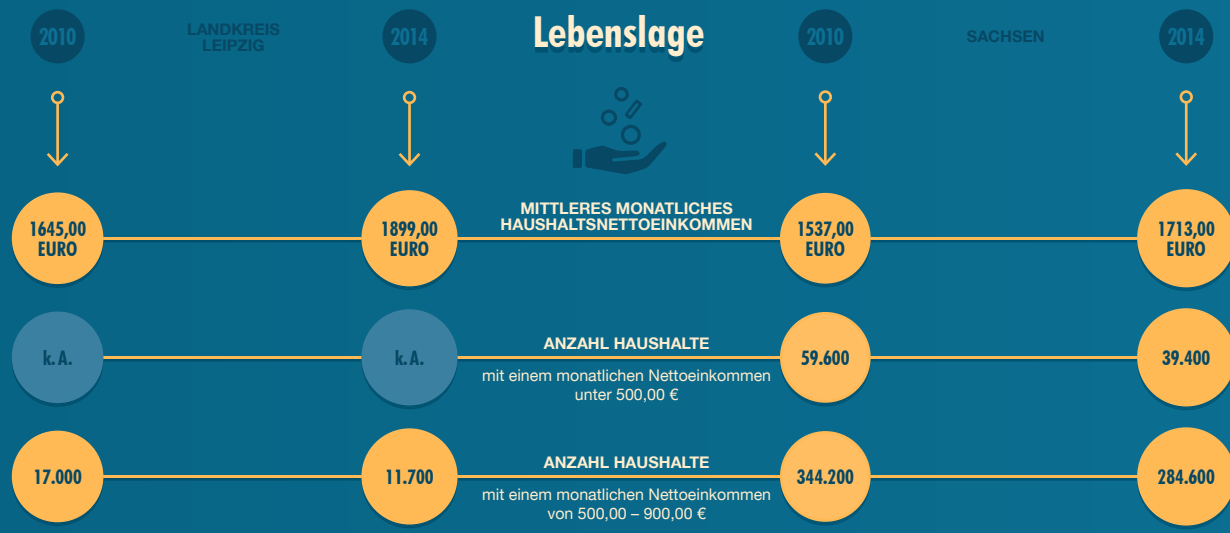 2010
LANDKREIS
LEIPZIG
2014
Lebenslage
2010
SACHSEN
2014
1645,00
EURO
1899,00
EURO
MITTLERES MONATLICHES
HAUSHALTSNETTOEINKOMMEN
1537,00
EURO
1713,00
EURO
k. A.
k. A.
ANZAHL HAUSHALTE
mit einem monatlichen Nettoeinkommen
unter 500,00 €
59.600
39.400
17.000
11.700
ANZAHL HAUSHALTE
mit einem monatlichen Nettoeinkommen
von 500,00 – 900,00 €
344.200
284.600